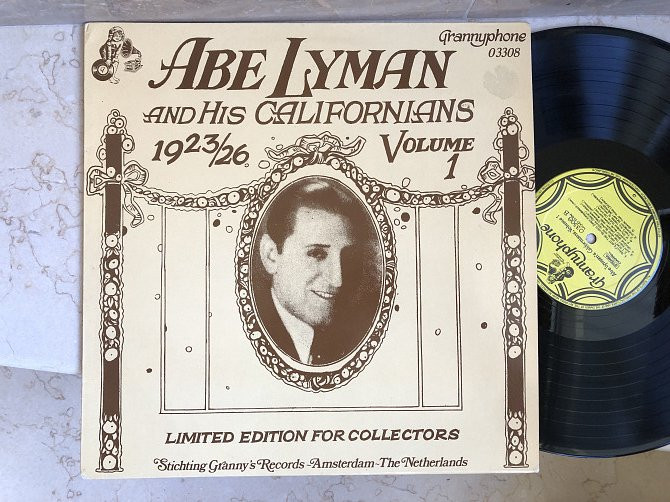 Grannyphone
03308
ABE LYMAN
AND HIS CALIFORNIANS
1923/26
VOLUME
1
LIMITED EDITION FOR COLLECTORS
Stichting Granny's Records-Amsterdam-The Netherlands
grannyphone